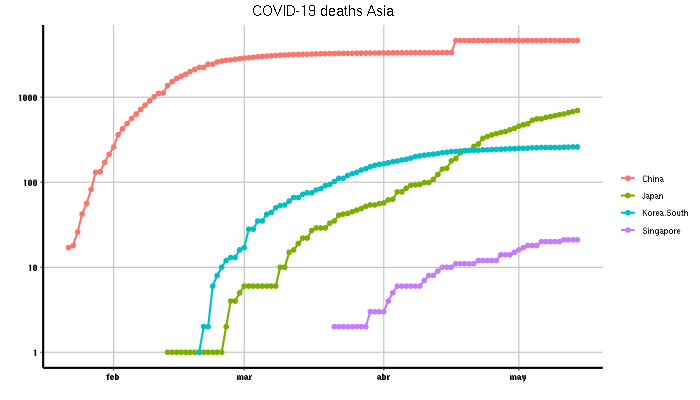 COVID-19 deaths Asia
1000
100
10
1
feb mar abr may
China
Japan
Korea.South
Singapore